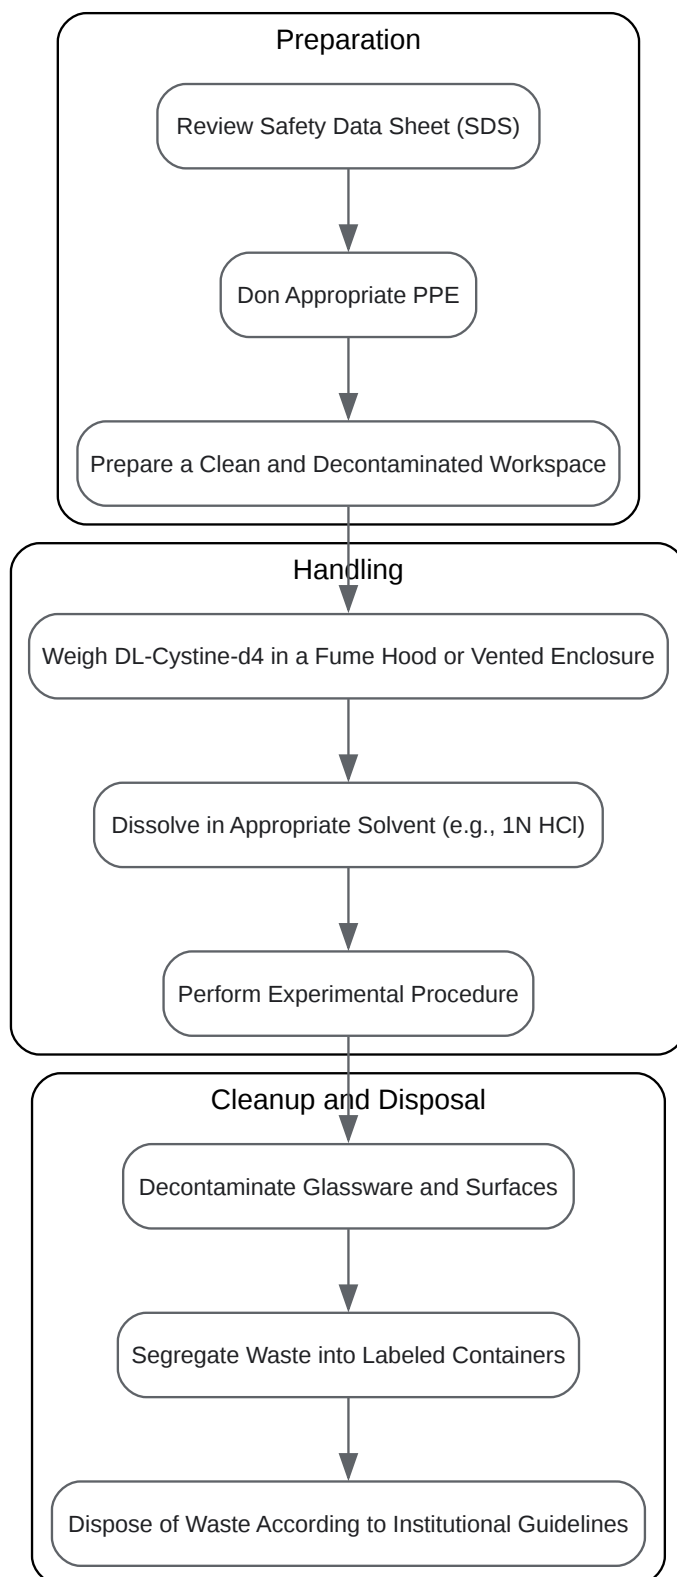 Preparation
Review Safety Data Sheet (SDS)
Don Appropriate PPE
Prepare a Clean and Decontaminated Workspace
Handling
Weigh DL-Cystine-d4 in a Fume Hood or Vented Enclosure
Dissolve in Appropriate Solvent (e.g., 1N HCl)
Perform Experimental Procedure
Cleanup and Disposal
Decontaminate Glassware and Surfaces
Segregate Waste into Labeled Containers
Dispose of Waste According to Institutional Guidelines